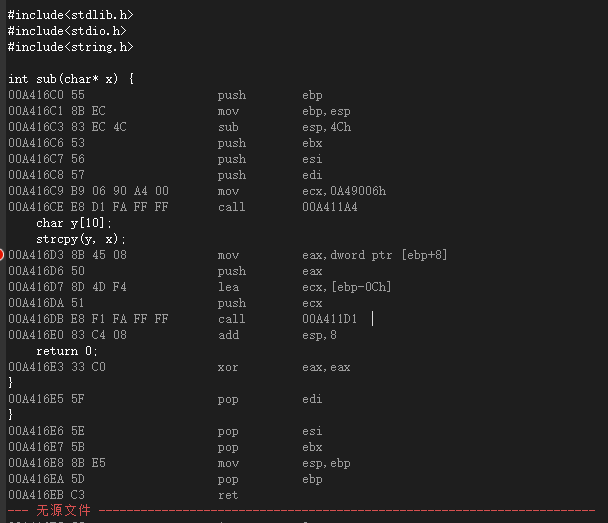 #include<stdlib.h>
#include<stdio.h>
#include<string.h>
int sub(char* x) {
00A416C0 55 push ebp
00A416C1 8B EC mov ebp,esp
00A416C3 83 EC 4C sub esp,4Ch
00A416C6 53 push ebx
00A416C7 56 push esi
00A416C8 57 push edi
00A416C9 B9 06 90 A4 00 mov ecx,0A49006h
00A416CE E8 D1 FA FF FF call 00A411A4
char y[10];
strcpy(y, x);
00A416D3 8B 45 08 mov eax,dword ptr [ebp+8]
00A416D6 50 push eax
00A416D7 8D 4D F4 lea ecx,[ebp-0Ch]
00A416DA 51 push ecx
00A416DB E8 F1 FA FF FF call 00A411D1
00A416E0 83 C4 08 add esp,8
return 0;
00A416E3 33 C0 xor eax,eax
}
00A416E5 5F pop edi
}
00A416E6 5E pop esi
00A416E7 5B pop ebx
00A416E8 8B E5 mov esp,ebp
00A416EA 5D pop ebp
00A416EB C3 ret
--- 无源文件 -----------------------------------------------------------------------